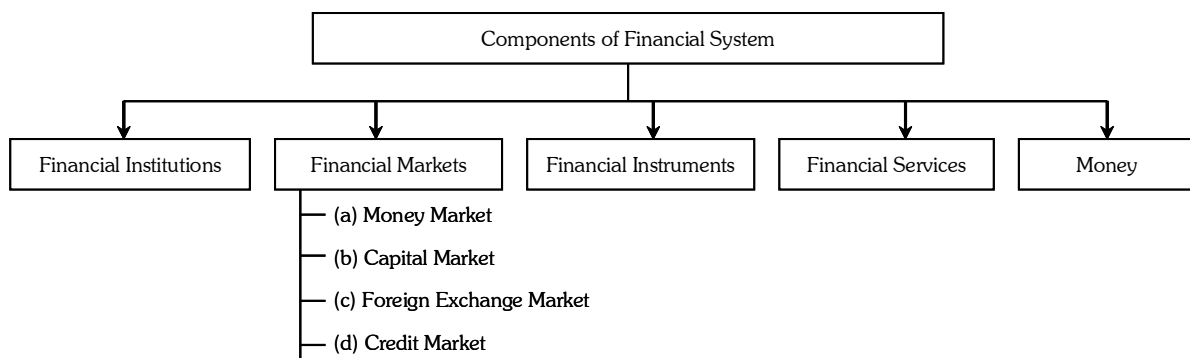 Components of Financial System
Financial Institutions
Financial Markets
Financial Instruments
Financial Services
Money
(a) Money Market
(b) Capital Market
(c) Foreign Exchange Market
(d) Credit Market